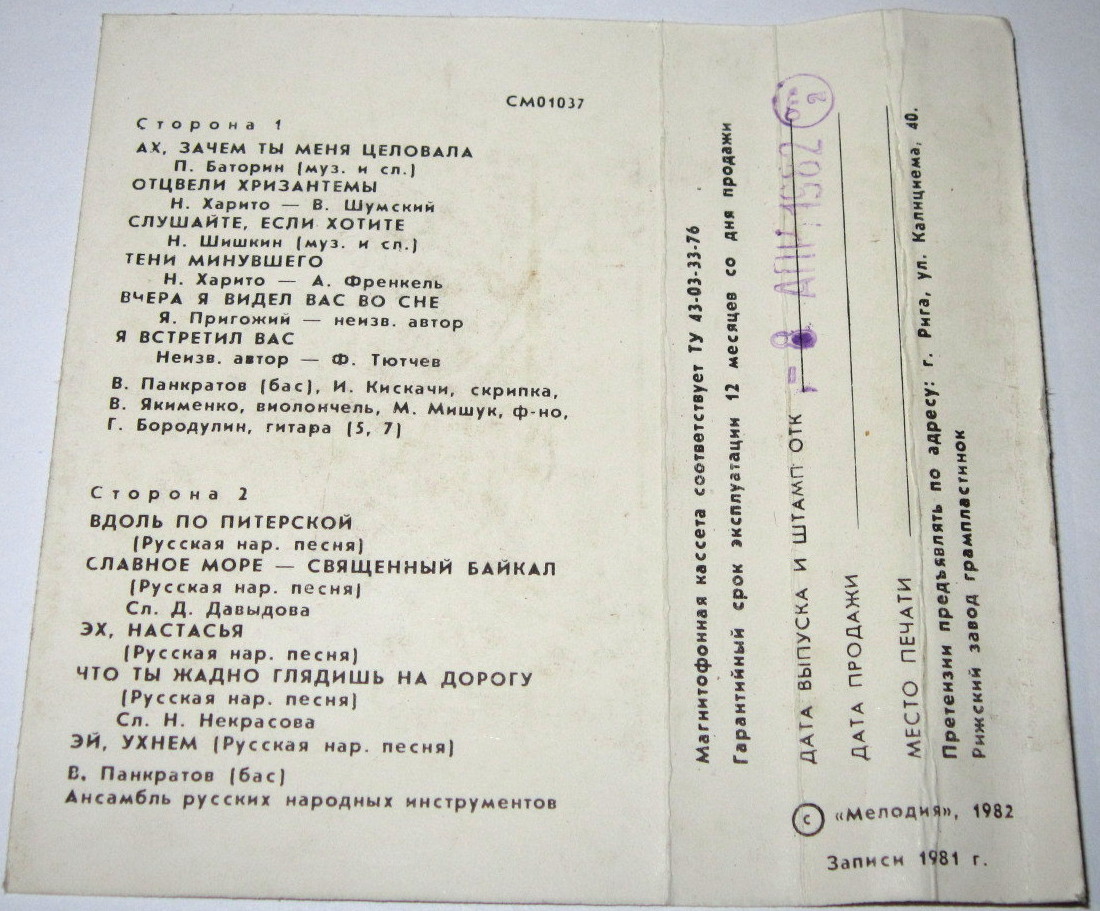 СМ01037
Сторона 1
АХ, ЗАЧЕМ ТЫ МЕНЯ ЦЕЛОВАЛА
П. Баторин (муз. и сл.)
ОТЦВЕЛИ ХРИЗАНТЕМЫ
Н. Харито — В. Шумский
СЛУШАЙТЕ, ЕСЛИ ХОТИТЕ
Н. Шишкин (муз. и сл.)
ТЕНИ МИНУВШЕГО
Н. Харито — А. Френкель
ВЧЕРА Я ВИДЕЛ ВАС ВО СНЕ
Я. Пригожий — неизв. автор
Я ВСТРЕТИЛ ВАС
Неизв. автор — Ф. Тютчев
В. Панкратов (бас), И. Кискачи, скрипка,
В. Якименко, виолончель, М. Мишук, ф-но,
Г. Бородулин, гитара (5, 7)
Сторона 2
ВДОЛЬ ПО ПИТЕРСКОЙ
(Русская нар. песня)
СЛАВНОЕ МОРЕ — СВЯЩЕННЫЙ БАЙКАЛ
(Русская нар. песня)
Сл. Д. Давыдова
ЭХ, НАСТАСЬЯ
(Русская нар. песня)
ЧТО ТЫ ЖАДНО ГЛЯДИШЬ НА ДОРОГУ
(Русская нар. песня)
Сл. Н. Некрасова
ЭЙ, УХНЕМ (Русская нар. песня)
В. Панкратов (бас)
Ансамбль русских народных инструментов
Магнитофонная кассета соответствует ТУ 43-03-33-76
Гарантийный срок эксплуатации 12 месяцев со дня продажи
ДАТА ВЫПУСКА И ШТАМП ОТК -8 АПР 1982
ДАТА ПРОДАЖИ
МЕСТО ПЕЧАТИ
Претензии предъявлять по адресу: г. Рига, ул. Калнциема, 40.
Рижский завод грампластинок
© «Мелодия», 1982
Записи 1981 г.